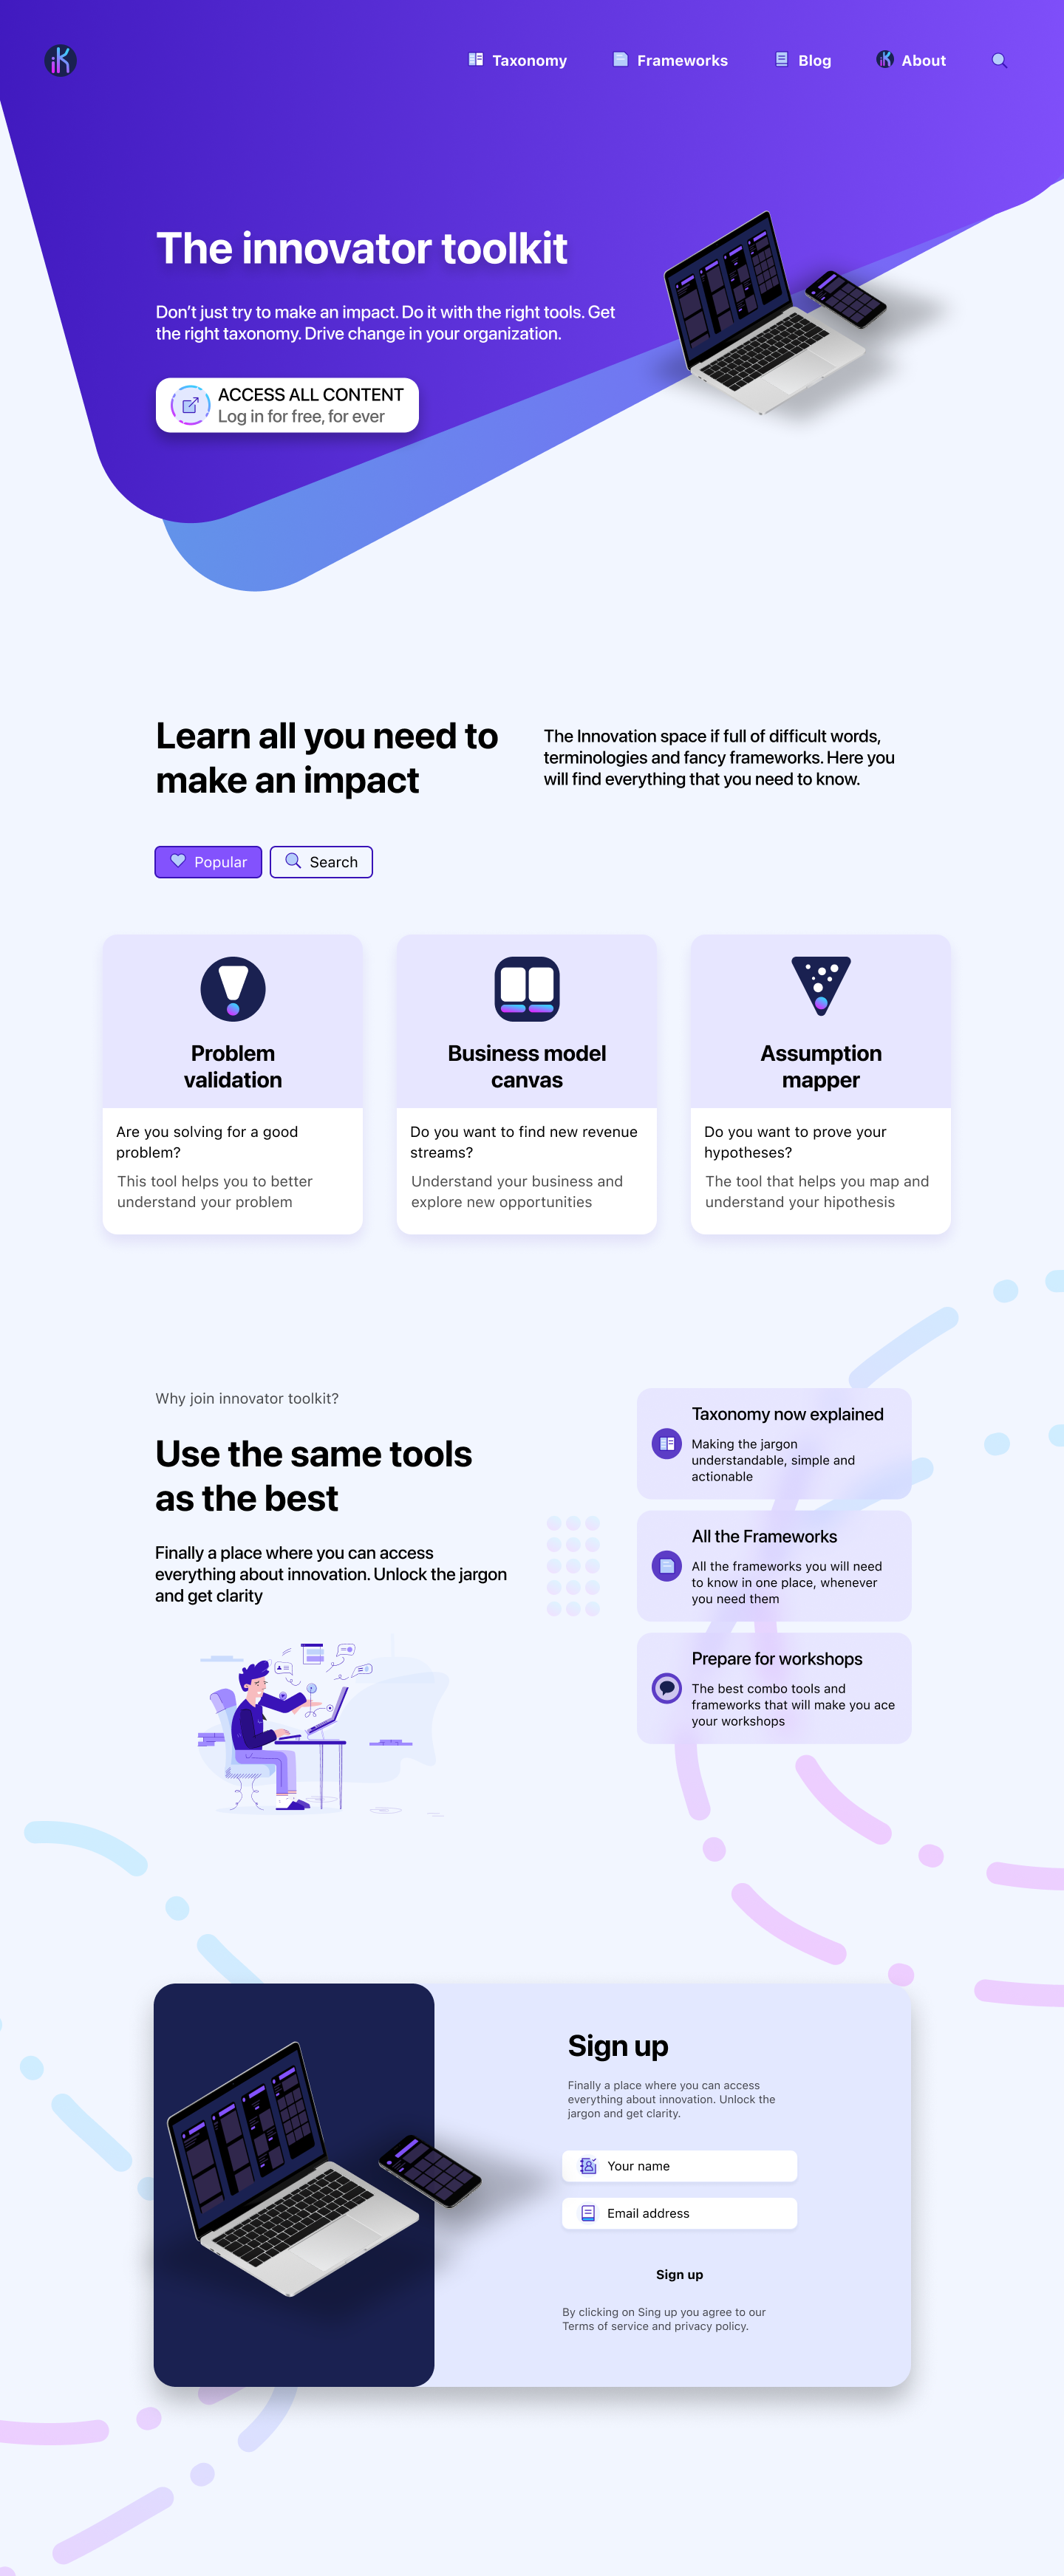 iK
Taxonomy
Frameworks
Blog
About
The innovator toolkit
Don’t just try to make an impact. Do it with the right tools. Get
the right taxonomy. Drive change in your organization.
ACCESS ALL CONTENT
Log in for free, for ever
Learn all you need to
make an impact
The Innovation space if full of difficult words,
terminologies and fancy frameworks. Here you
will find everything that you need to know.
Popular
Search
Problem
validation
Are you solving for a good
problem?
This tool helps you to better
understand your problem
Business model
canvas
Do you want to find new revenue
streams?
Understand your business and
explore new opportunities
Assumption
mapper
Do you want to prove your
hypotheses?
The tool that helps you map and
understand your hipothesis
Why join innovator toolkit?
Use the same tools
as the best
Finally a place where you can access
everything about innovation. Unlock the jargon
and get clarity
Taxonomy now explained
Making the jargon
understandable, simple and
actionable
All the Frameworks
All the frameworks you will need
to know in one place, whenever
you need them
Prepare for workshops
The best combo tools and
frameworks that will make you ace
your workshops
Sign up
Finally a place where you can access
everything about innovation. Unlock the
jargon and get clarity.
Your name
Email address
Sign up
By clicking on Sing up you agree to our
Terms of service and privacy policy.